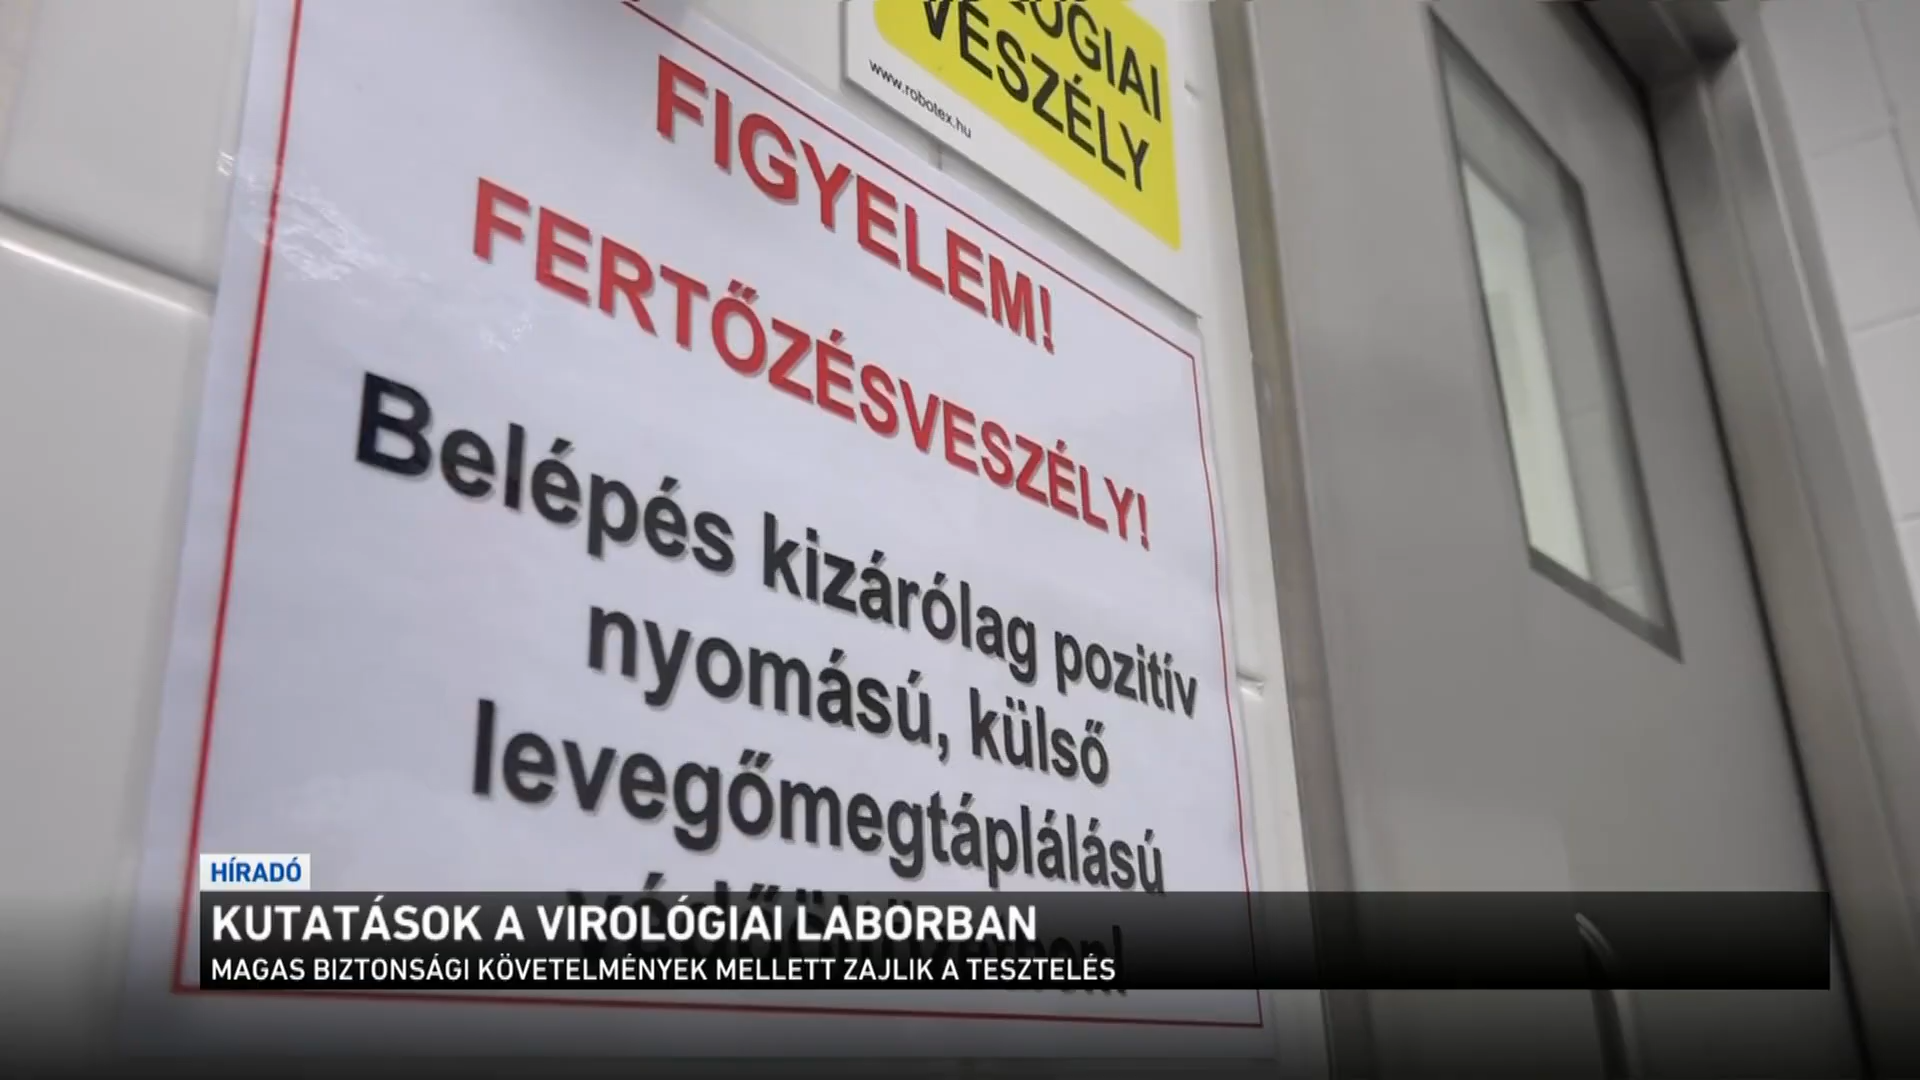 VESZÉLY
www.robotex.hu
FIGYELEM!
FERTŐZÉSVESZÉLY!
Belépés kizárólag pozitív
nyomású, külső
levegőmegtáplálású
HÍRADÓ
KUTATÁSOK A VIROLÓGIAI LABORBAN
MAGAS BIZTONSÁGI KÖVETELMÉNYEK MELLETT ZAJLIK A TESZTELÉS